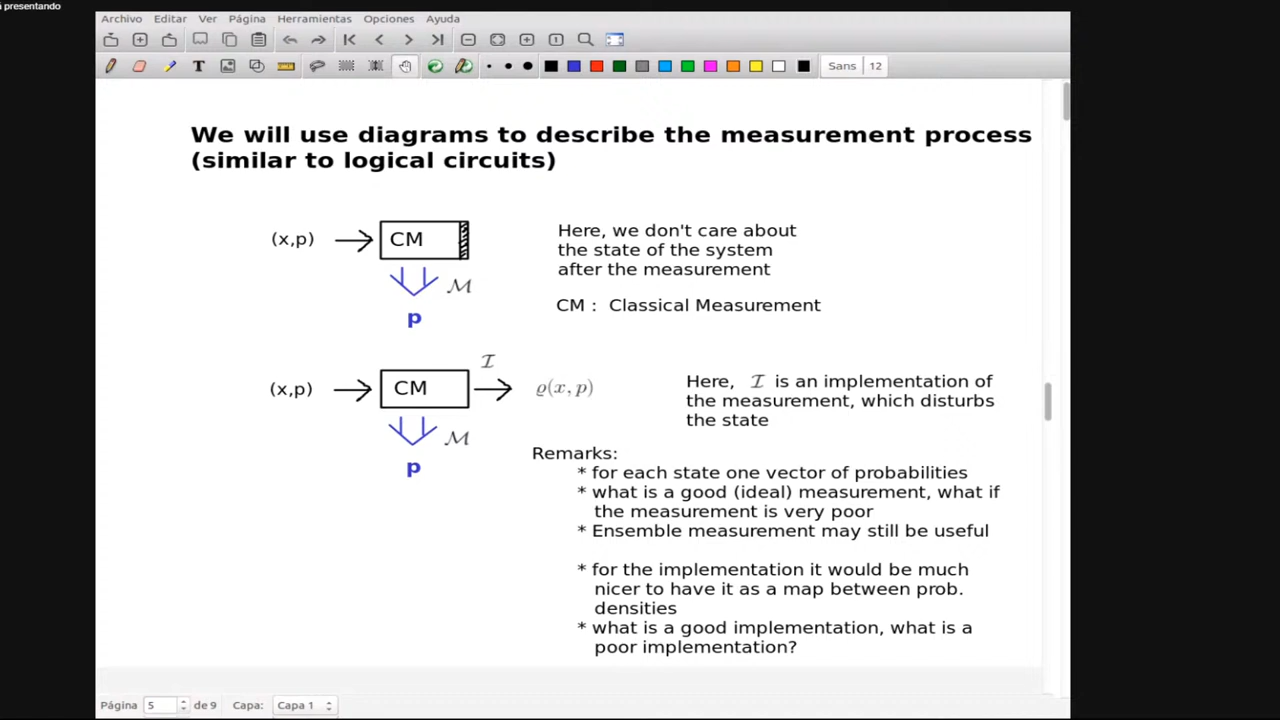 presentando
Archivo Editar Ver Página Herramientas Opciones Ayuda
Sans 12
We will use diagrams to describe the measurement process
(similar to logical circuits)
(x,p) CM
ℳ
p
Here, we don't care about
the state of the system
after the measurement
CM : Classical Measurement
ℐ
(x,p) CM ϱ(x, p)
ℳ
p
Here, ℐ is an implementation of
the measurement, which disturbs
the state
Remarks:
* for each state one vector of probabilities
* what is a good (ideal) measurement, what if
the measurement is very poor
* Ensemble measurement may still be useful
* for the implementation it would be much
nicer to have it as a map between prob.
densities
* what is a good implementation, what is a
poor implementation?
Página 5 de 9 Capa: Capa 1